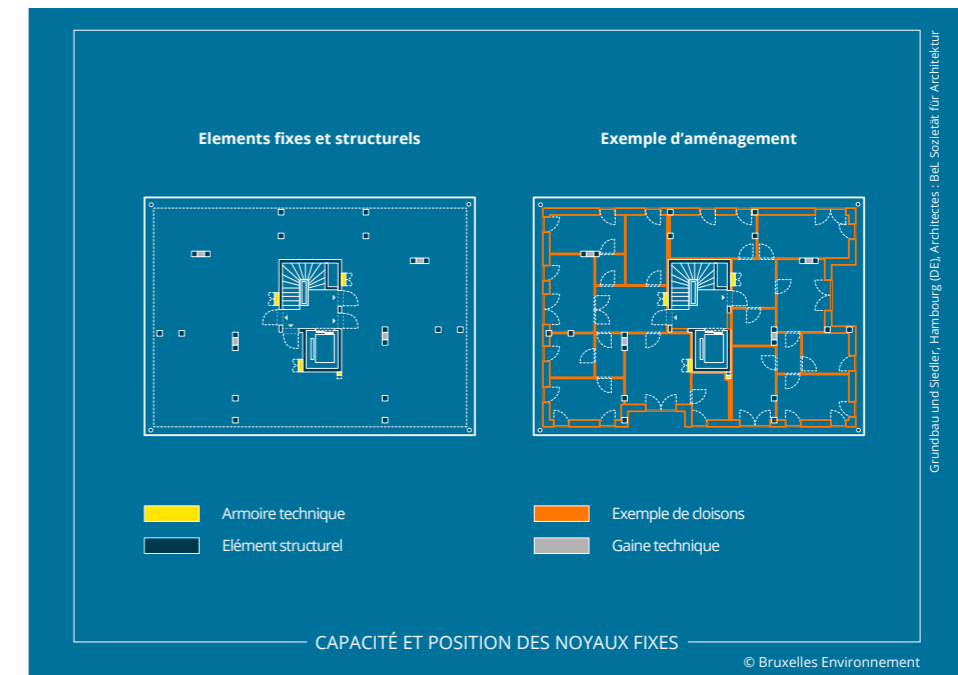 Elements fixes et structurels
Exemple d'aménagement
Armoire technique
Elément structurel
Exemple de cloisons
Gaine technique
CAPACITÉ ET POSITION DES NOYAUX FIXES
© Bruxelles Environnement
Grundbau und Siedler, Hambourg (DE), Architectes : BeL Sozietät für Architektur